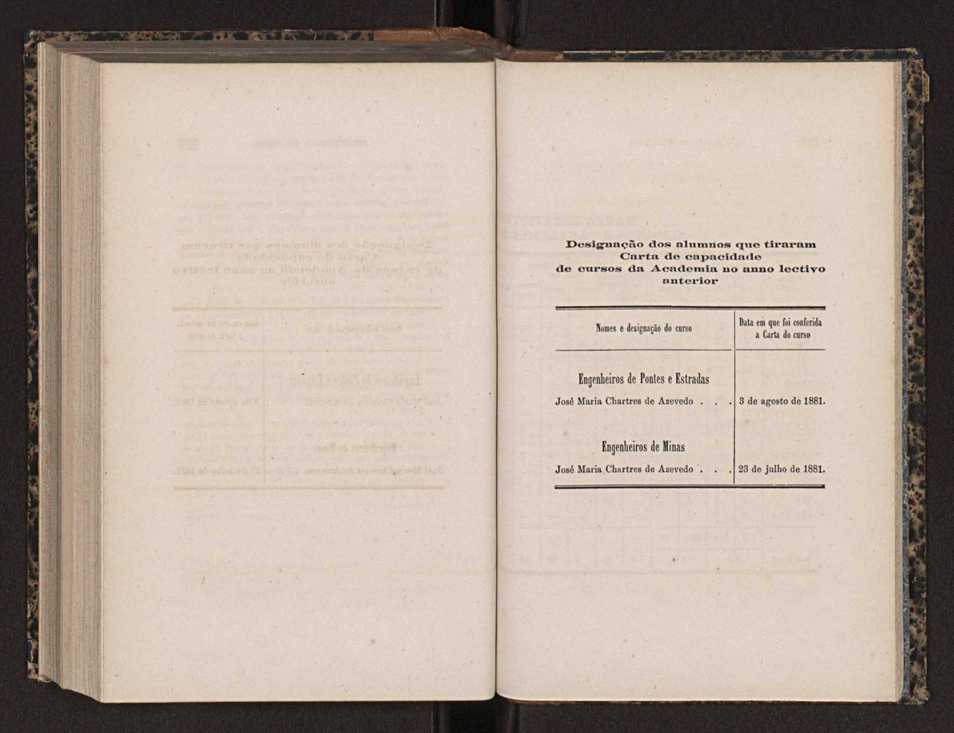 Designação dos alumnos que tiraram
Carta de capacidade
de cursos da Academia no anno lectivo
anterior
Nomes e designação do curso
Data em que foi conferida
a Carta do curso
Engenheiros de Pontes e Estradas
José Maria Chartres de Azevedo . . . 3 de agosto de 1881.
Engenheiros de Minas
José Maria Chartres de Azevedo . . . 23 de julho de 1881.